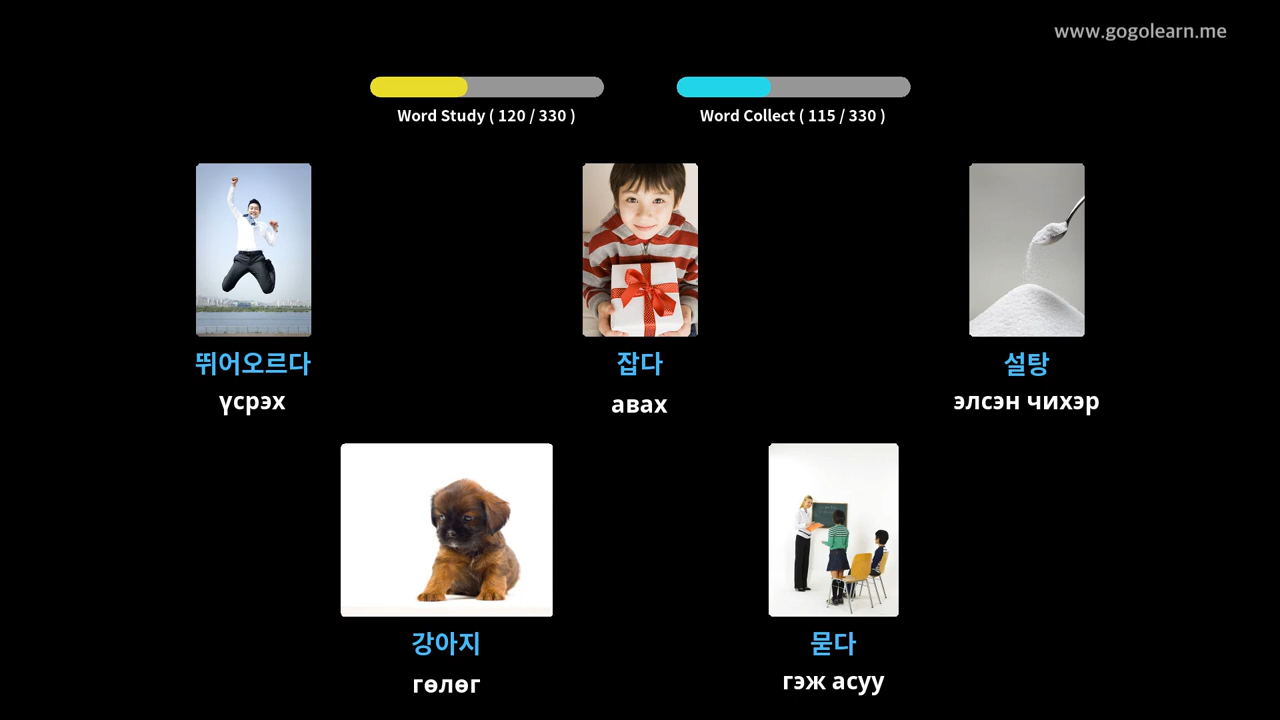 www.gogolearn.me
Word Study ( 120 / 330 )
Word Collect ( 115 / 330 )
뛰어오르다
үсрэх
잡다
авах
설탕
элсэн чихэр
강아지
гөлөг
묻다
гэж асуу